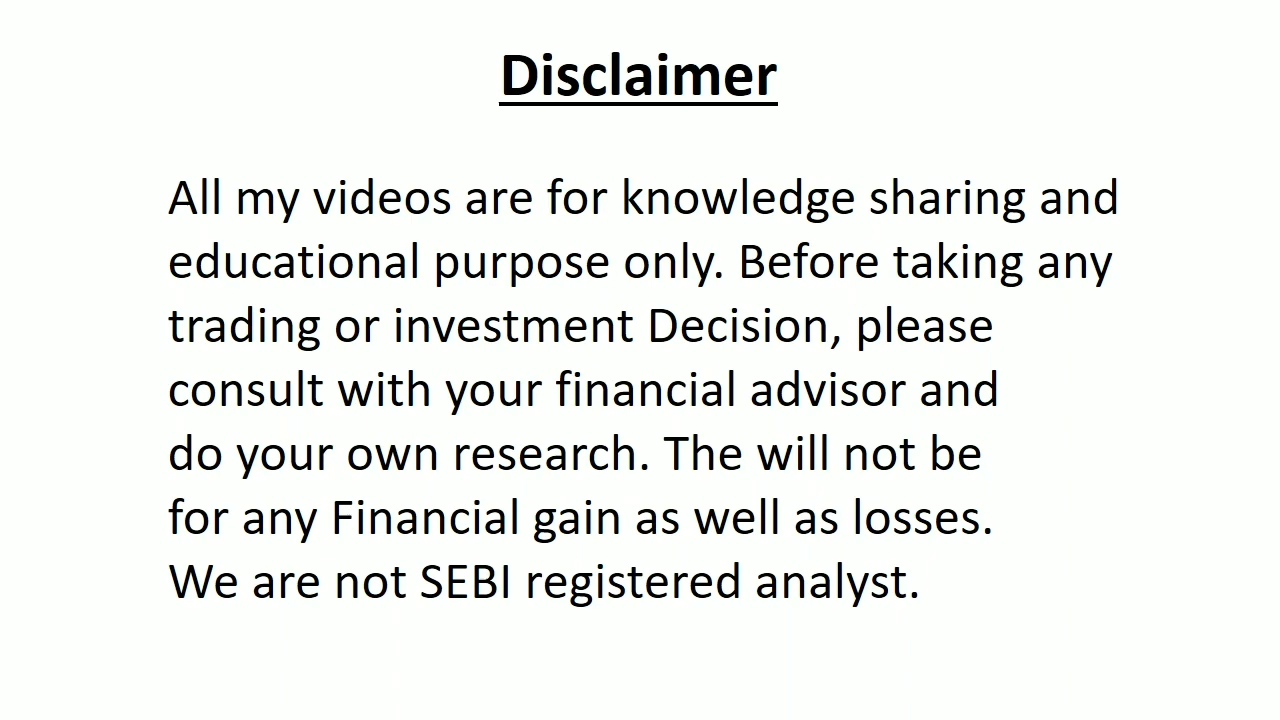 Disclaimer
All my videos are for knowledge sharing and
educational purpose only. Before taking any
trading or investment Decision, please
consult with your financial advisor and
do your own research. The will not be
for any Financial gain as well as losses.
We are not SEBI registered analyst.